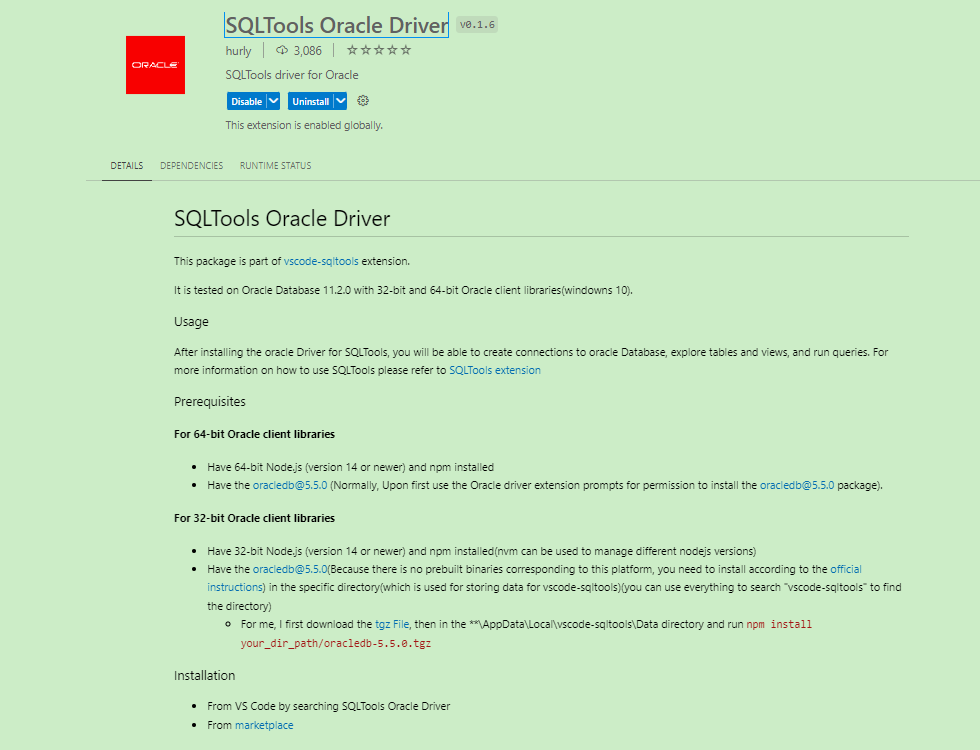 SQLTools Oracle Driver v0.1.6
ORACLE
hurly 3,086
SQLTools driver for Oracle
Disable Uninstall
This extension is enabled globally.
DETAILS DEPENDENCIES RUNTIME STATUS
SQLTools Oracle Driver
This package is part of vscode-sqltools extension.
It is tested on Oracle Database 11.2.0 with 32-bit and 64-bit Oracle client libraries(windowns 10).
Usage
After installing the oracle Driver for SQLTools, you will be able to create connections to oracle Database, explore tables and views, and run queries. For
more information on how to use SQLTools please refer to SQLTools extension
Prerequisites
For 64-bit Oracle client libraries
Have 64-bit Node.js (version 14 or newer) and npm installed
Have the oracledb@5.5.0 (Normally, Upon first use the Oracle driver extension prompts for permission to install the oracledb@5.5.0 package).
For 32-bit Oracle client libraries
Have 32-bit Node.js (version 14 or newer) and npm installed(nvm can be used to manage different nodejs versions)
Have the oracledb@5.5.0(Because there is no prebuilt binaries corresponding to this platform, you need to install according to the official
instructions) in the specific directory(which is used for storing data for vscode-sqltools)(you can use everything to search "vscode-sqltools" to find
the directory)
For me, I first download the tgz File, then in the **\AppData\Local\vscode-sqltools\Data directory and run npm install
your_dir_path/oracledb-5.5.0.tgz
Installation
From VS Code by searching SQLTools Oracle Driver
From marketplace